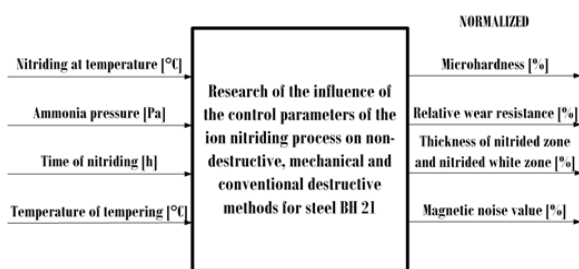 NORMALIZED
Nitriding at temperature [°C]
Ammonia pressure [Pa]
Time of nitriding [h]
Temperature of tempering [°C]
Research of the influence of
the control parameters of the
ion nitriding process on non-
destructive, mechanical and
conventional destructive
methods for steel BH 21
Microhardness [%]
Relative wear resistance [%]
Thickness of nitrided zone
and nitrided white zone
[%]
Magnetic noise value [%]